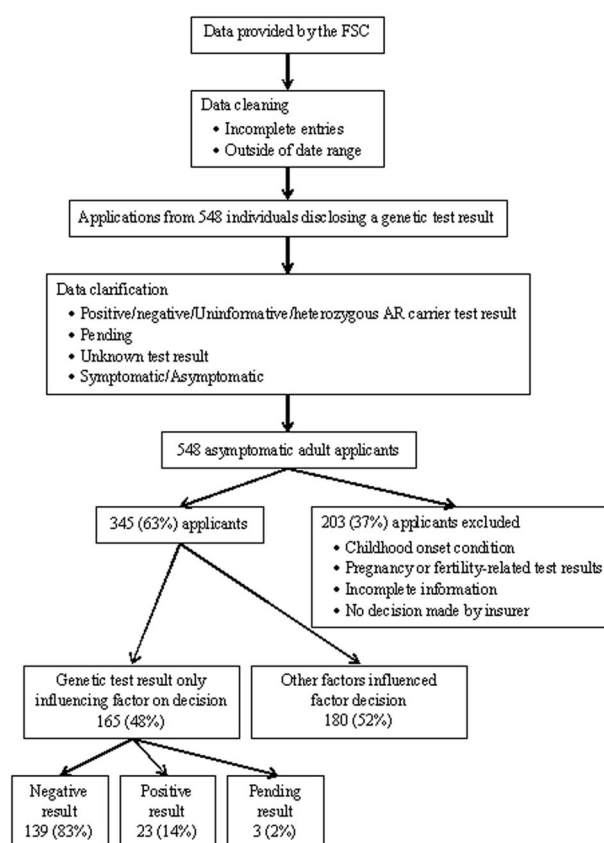 Data provided by the FSC
Data cleaning
• Incomplete entries
• Outside of date range
Applications from 548 individuals disclosing a genetic test result
Data clarification
• Positive/negative/Uninformative/heterozygous AR carrier test result
• Pending
• Unknown test result
• Symptomatic/Asymptomatic
548 asymptomatic adult applicants
345 (63%) applicants
203 (37%) applicants excluded
• Childhood onset condition
• Pregnancy or fertility-related test results
• Incomplete information
• No decision made by insurer
Genetic test result only
influencing factor on decision
165 (48%)
Other factors influenced
factor decision
180 (52%)
Negative
result
139 (83%)
Positive
result
23 (14%)
Pending
result
3 (2%)